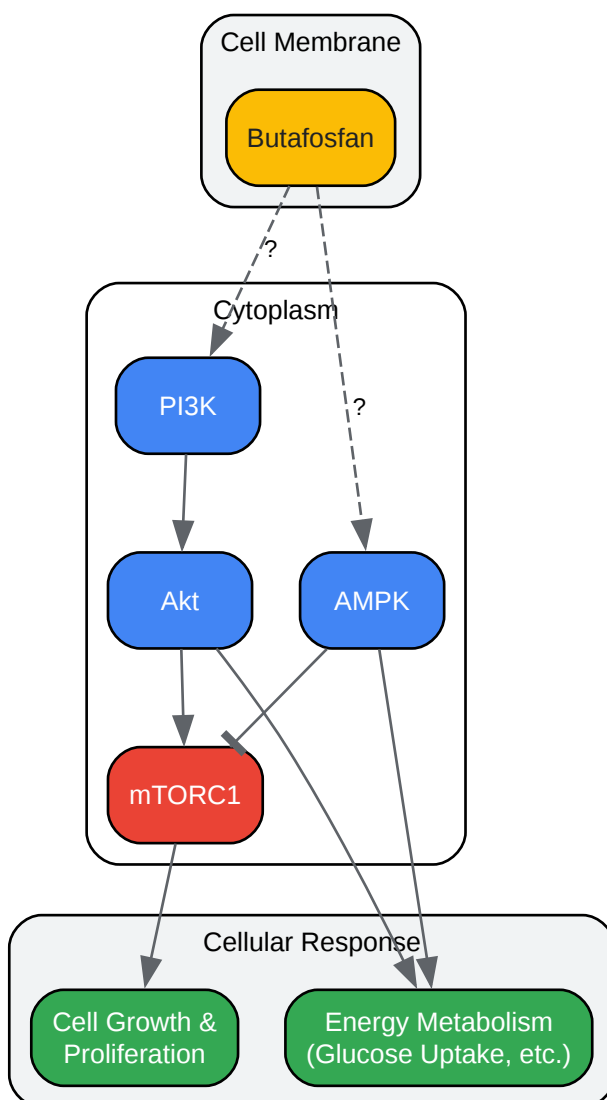 Cell Membrane
Butafosfan
?
Cytoplasm
PI3K
?
Akt
AMPK
mTORC1
Cellular Response
Cell Growth &
Proliferation
Energy Metabolism
(Glucose Uptake, etc.)